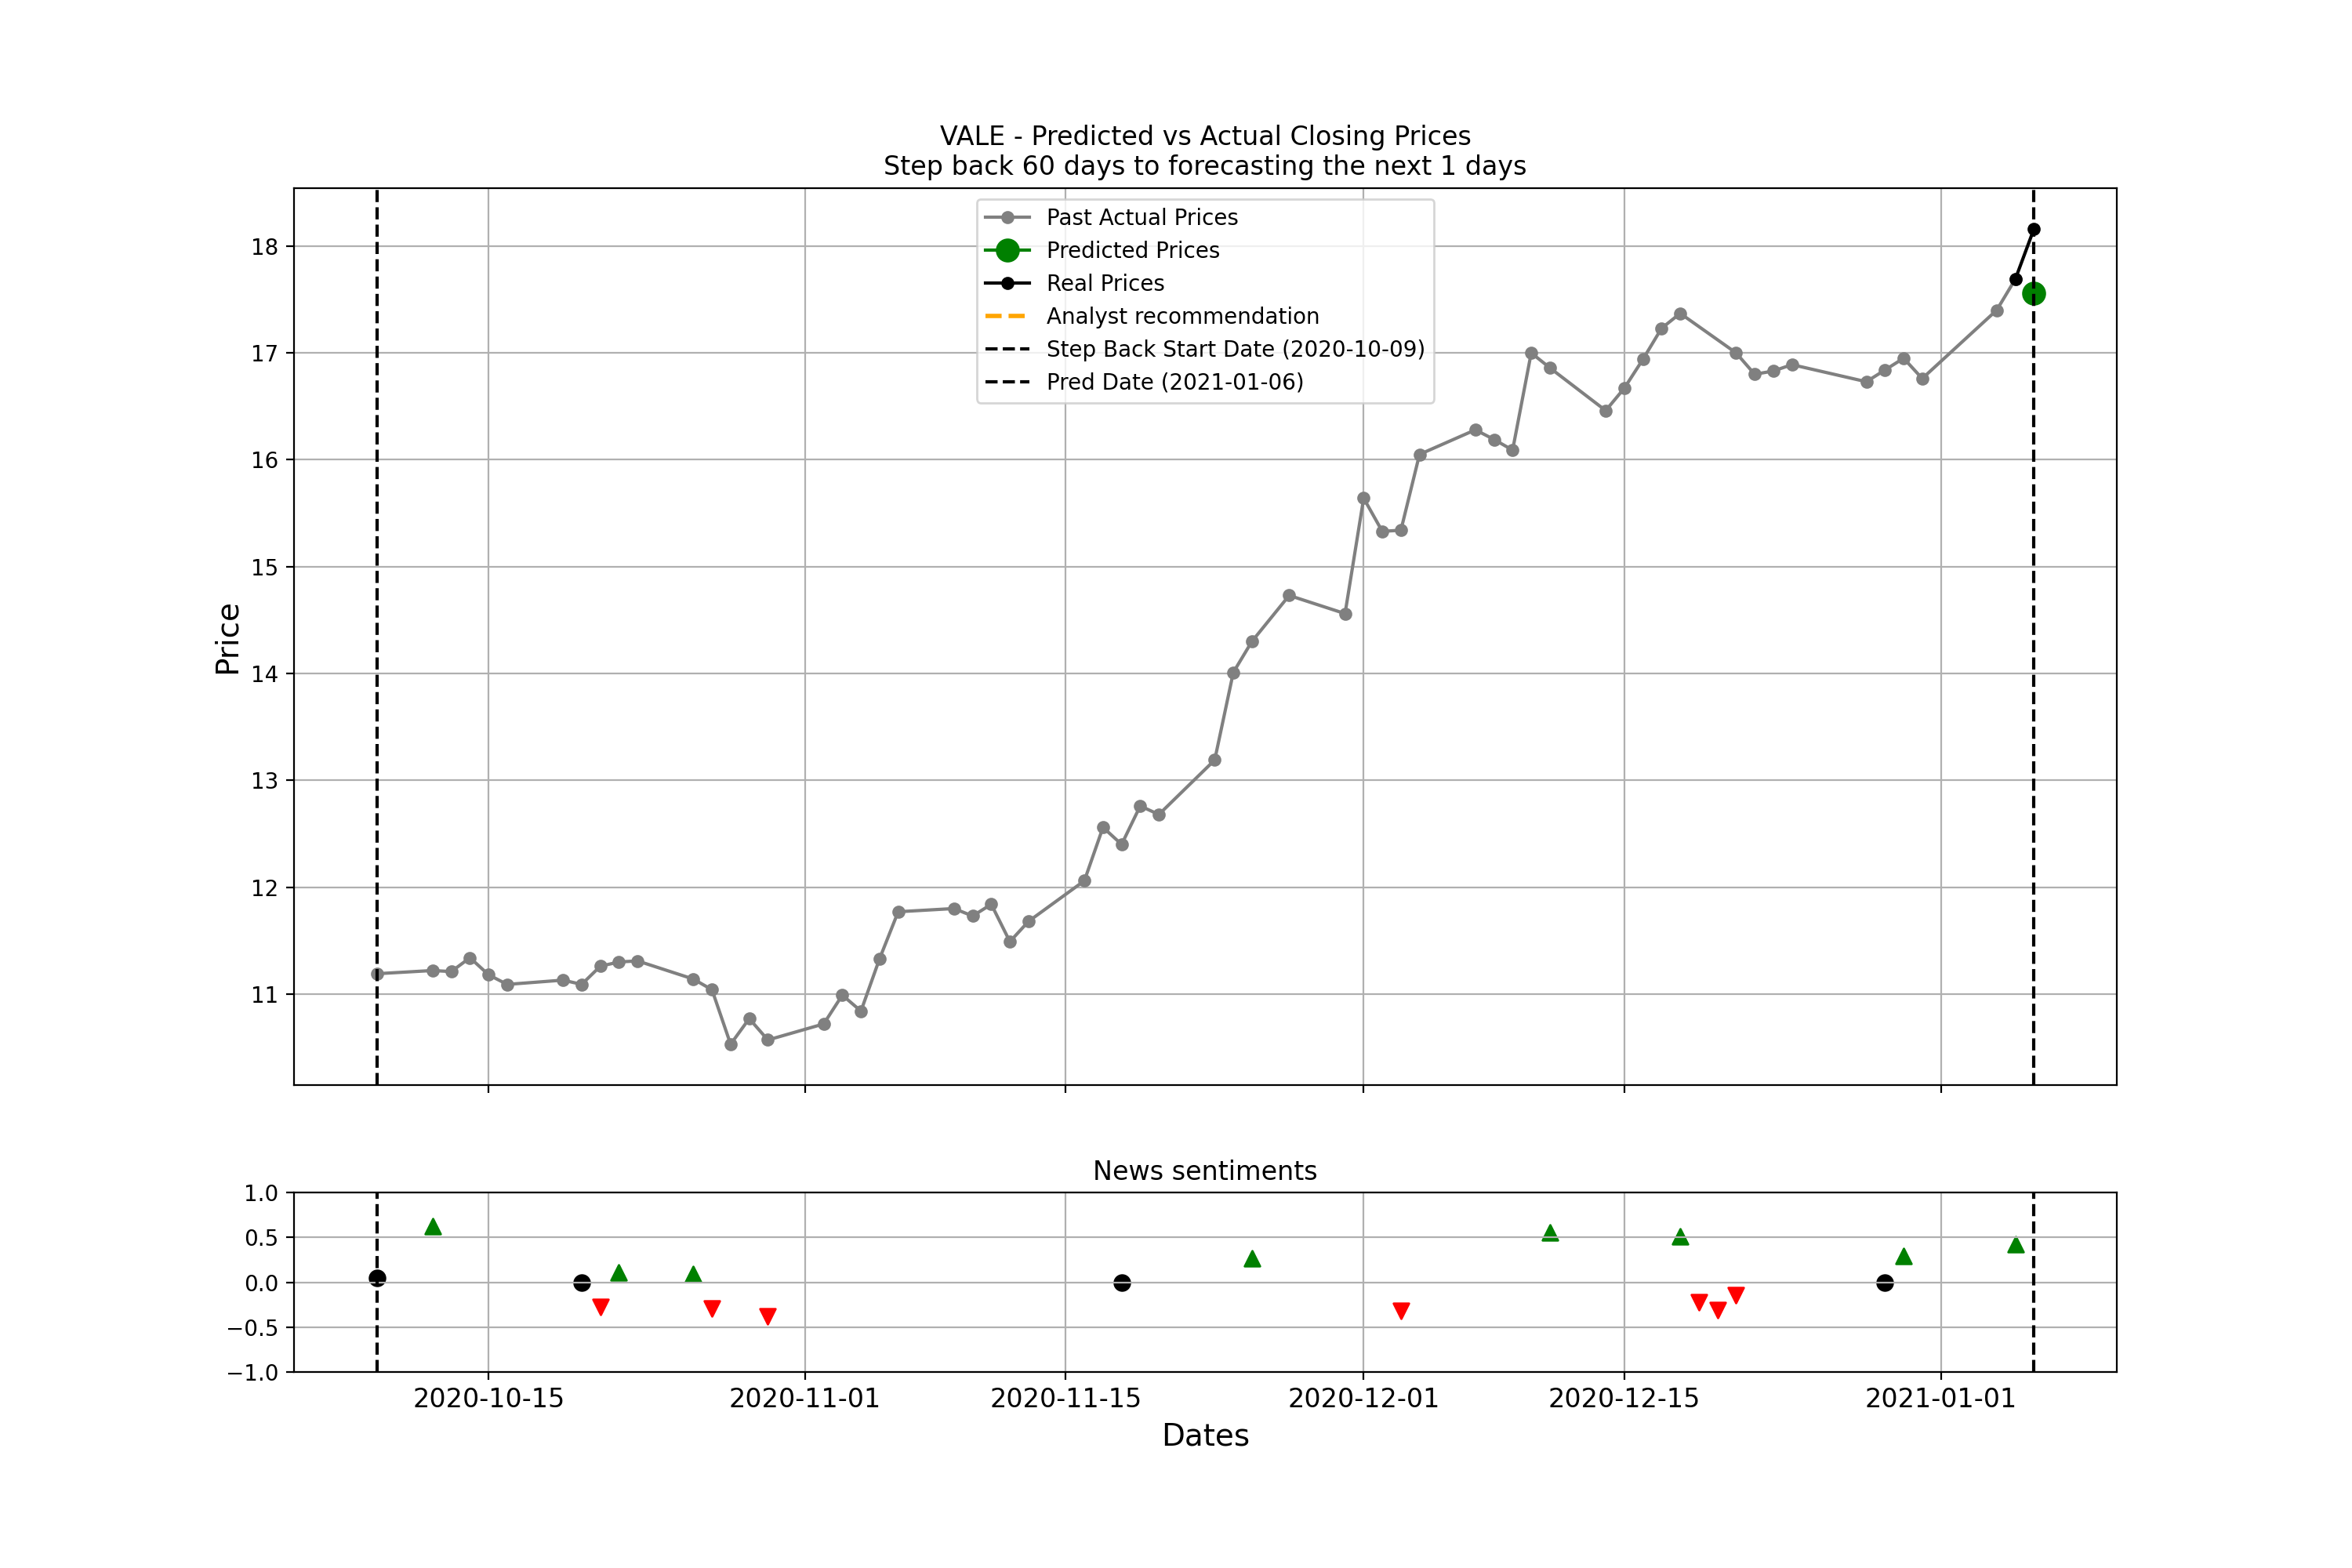 VALE - Predicted vs Actual Closing Prices
Step back 60 days to forecasting the next 1 days
Past Actual Prices
Predicted Prices
Real Prices
Analyst recommendation
Step Back Start Date (2020-10-09)
Pred Date (2021-01-06)
Price
18
17
16
15
14
13
12
11
News sentiments
1.0
0.5
0.0
−0.5
−1.0
2020-10-15 2020-11-01 2020-11-15 2020-12-01 2020-12-15 2021-01-01
Dates